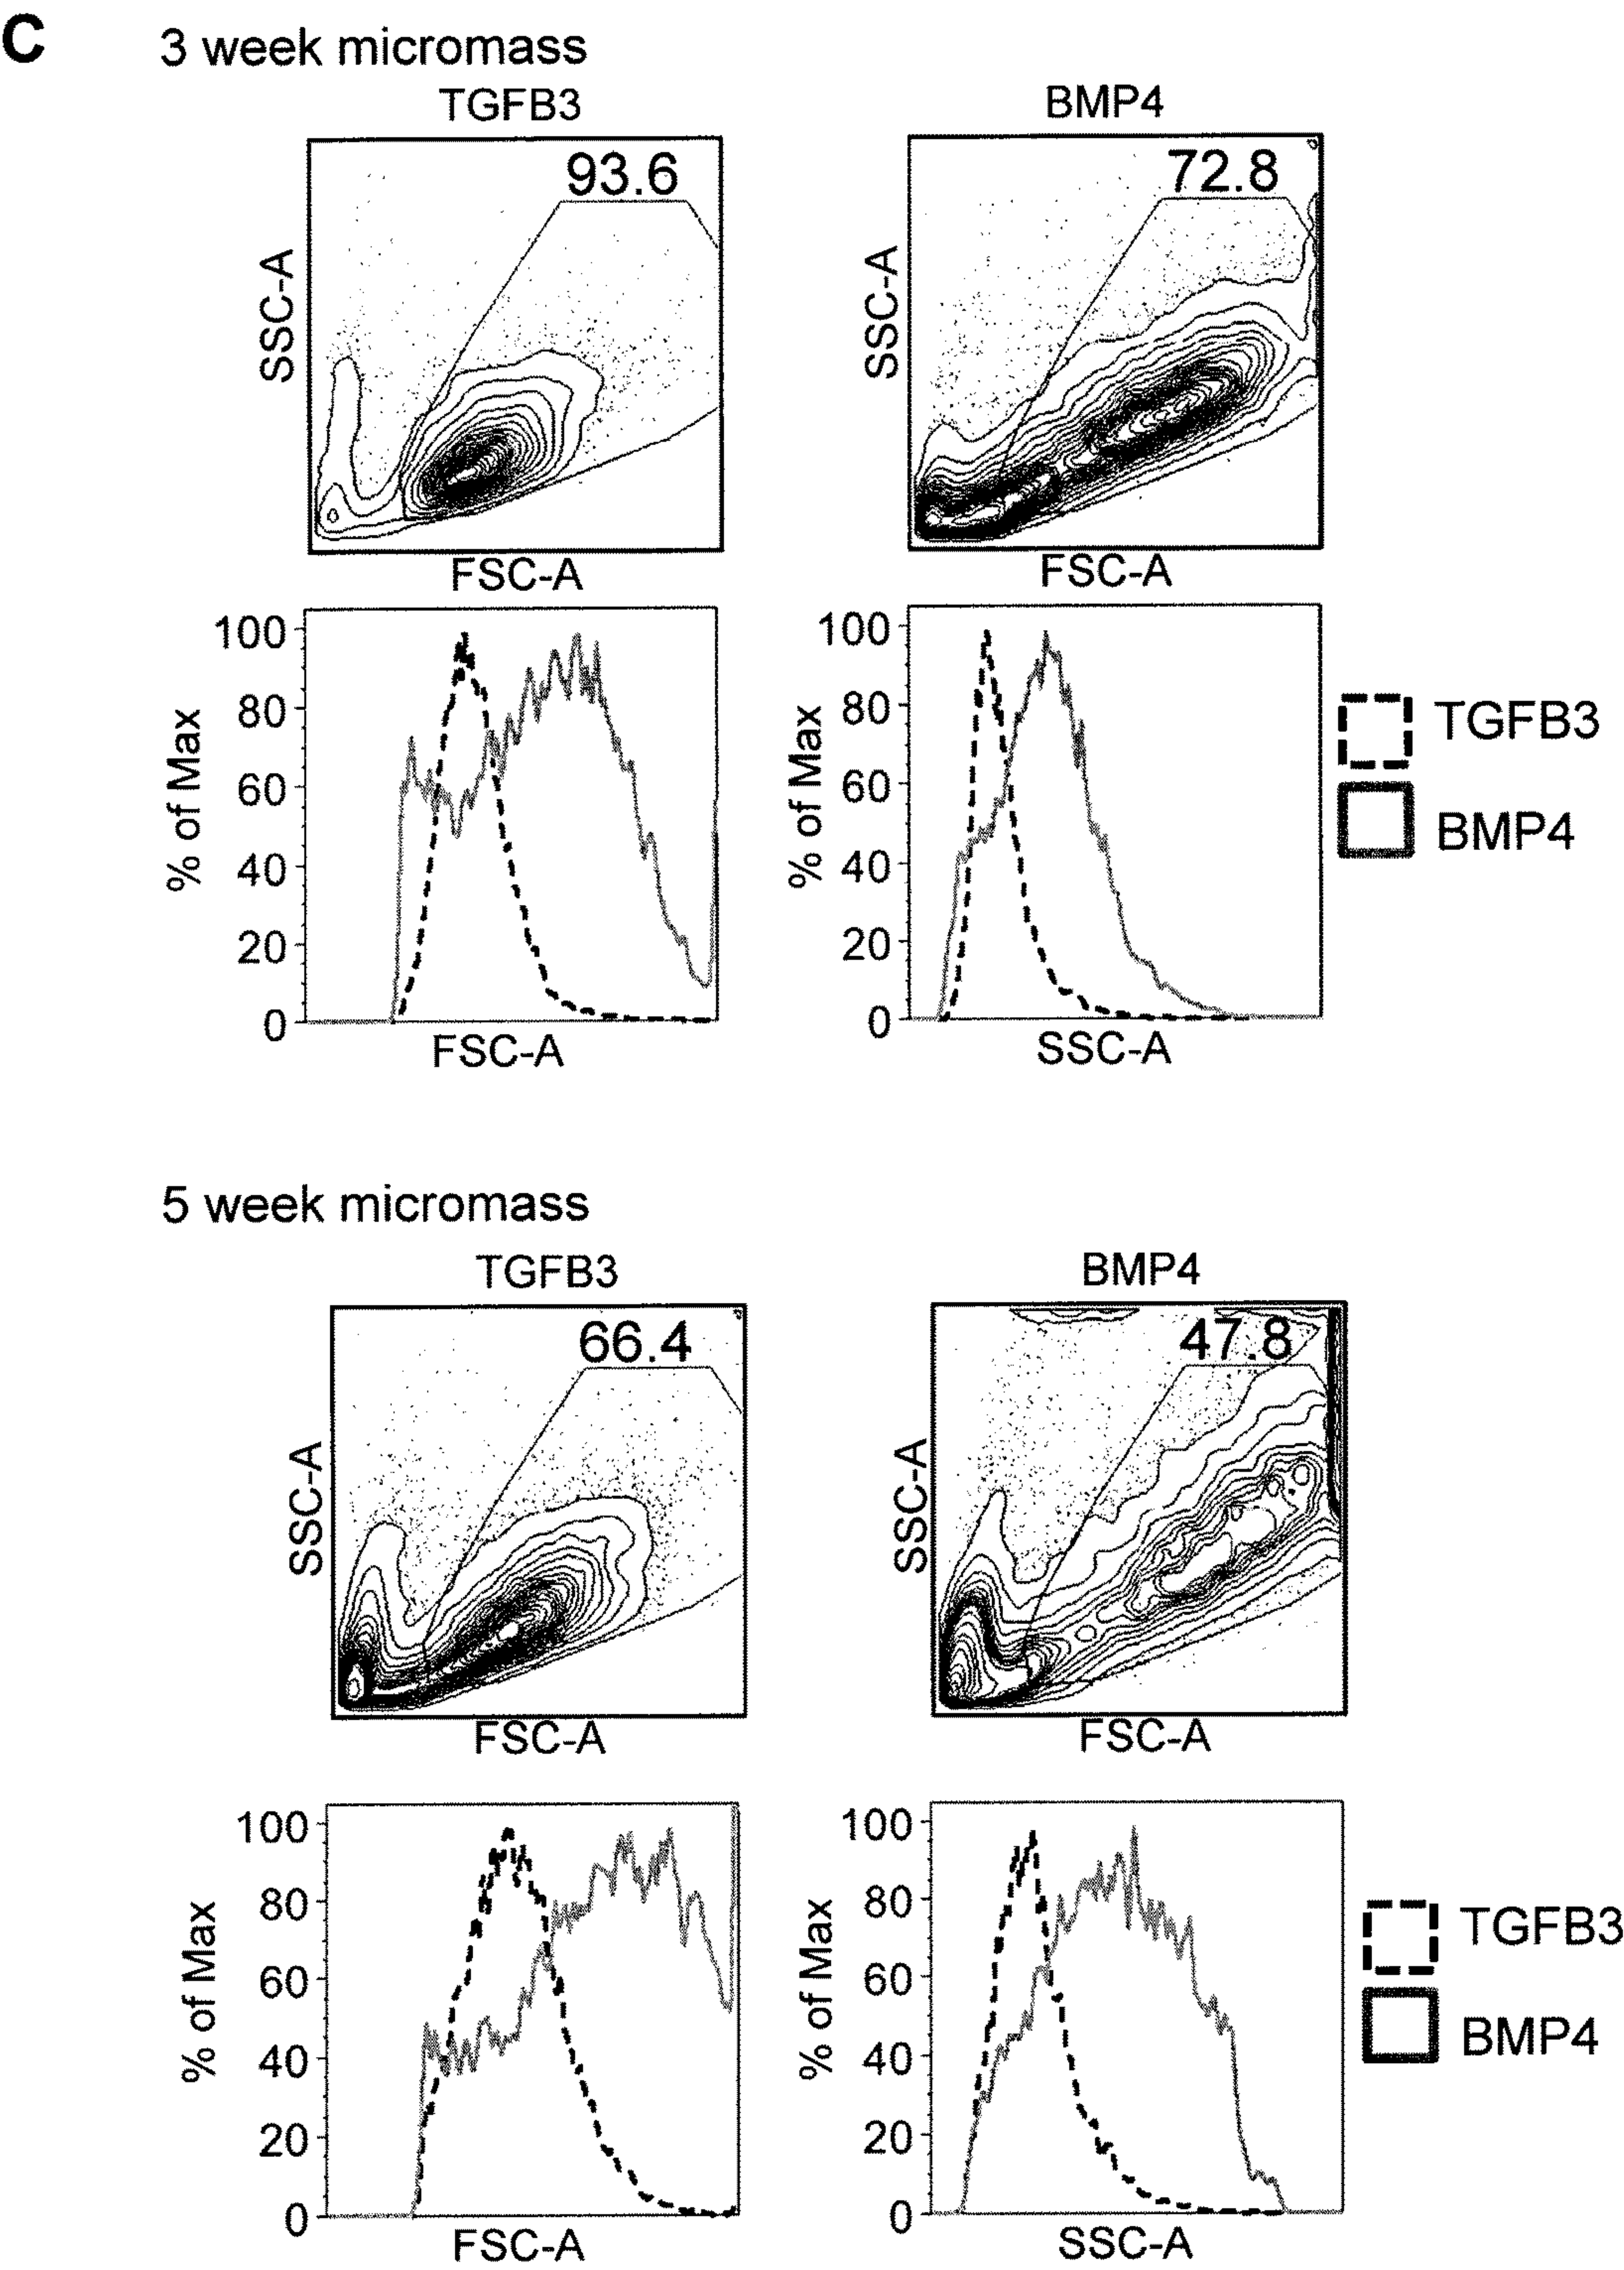 C
3 week micromass
TGFB3
BMP4
93.6
72.8
SSC-A
SSC-A
FSC-A
FSC-A
100
80
60
40
20
0
% of Max
FSC-A
100
80
60
40
20
0
% of Max
SSC-A
TGFB3
BMP4
5 week micromass
TGFB3
BMP4
66.4
47.8
SSC-A
SSC-A
FSC-A
FSC-A
100
80
60
40
20
0
% of Max
FSC-A
100
80
60
40
20
0
% of Max
SSC-A
TGFB3
BMP4